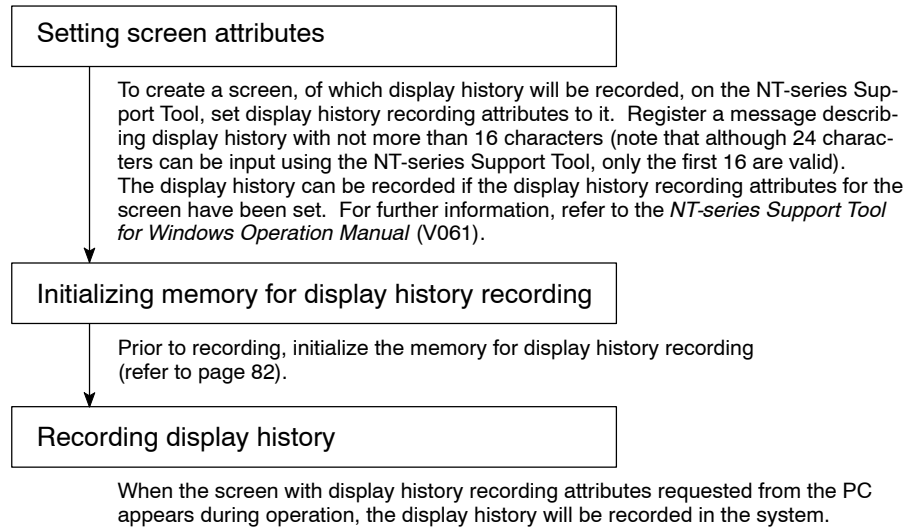 Setting screen attributes
To create a screen, of which display history will be recorded, on the NT-series Sup-
port Tool, set display history recording attributes to it. Register a message describ-
ing display history with not more than 16 characters (note that although 24 charac-
ters can be input using the NT-series Support Tool, only the first 16 are valid).
The display history can be recorded if the display history recording attributes for the
screen have been set. For further information, refer to the NT-series Support Tool
for Windows Operation Manual (V061).
Initializing memory for display history recording
Prior to recording, initialize the memory for display history recording
(refer to page 82).
Recording display history
When the screen with display history recording attributes requested from the PC
appears during operation, the display history will be recorded in the system.